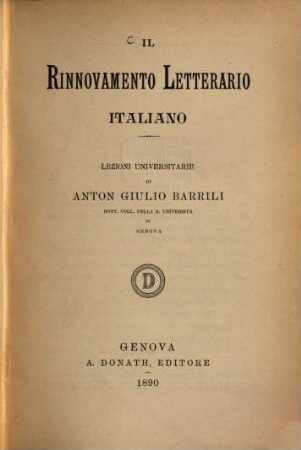 IL
RINNOVAMENTO LETTERARIO
ITALIANO
LEZIONI UNIVERSITARIE
DI
ANTON GIULIO BARRILI
DOTT. COLL. DELLA R. UNIVERSITÀ
DI
GENOVA
D
GENOVA
A. DONATH, EDITORE
1890